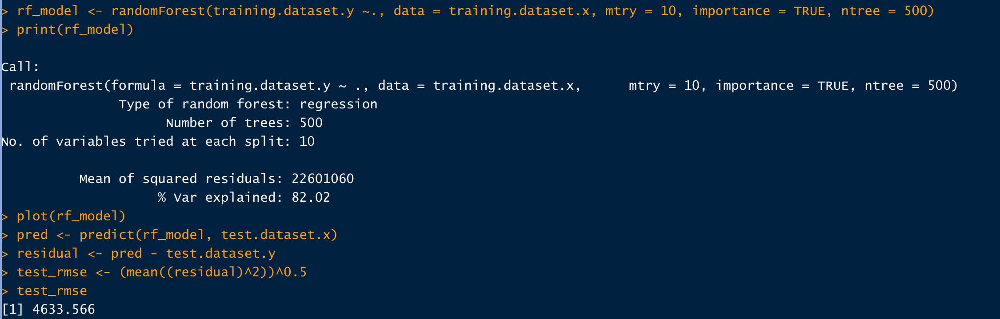 > rf_model <- randomForest(training.dataset.y ~., data = training.dataset.x, mtry = 10, importance = TRUE, ntree = 500)
> print(rf_model)
Call:
randomForest(formula = training.dataset.y ~ ., data = training.dataset.x,      mtry = 10, importance = TRUE, ntree = 500)
Type of random forest: regression
Number of trees: 500
No. of variables tried at each split: 10
Mean of squared residuals: 22601060
% Var explained: 82.02
> plot(rf_model)
> pred <- predict(rf_model, test.dataset.x)
> residual <- pred - test.dataset.y
> test_rmse <- (mean((residual)^2))^0.5
> test_rmse
[1] 4633.566